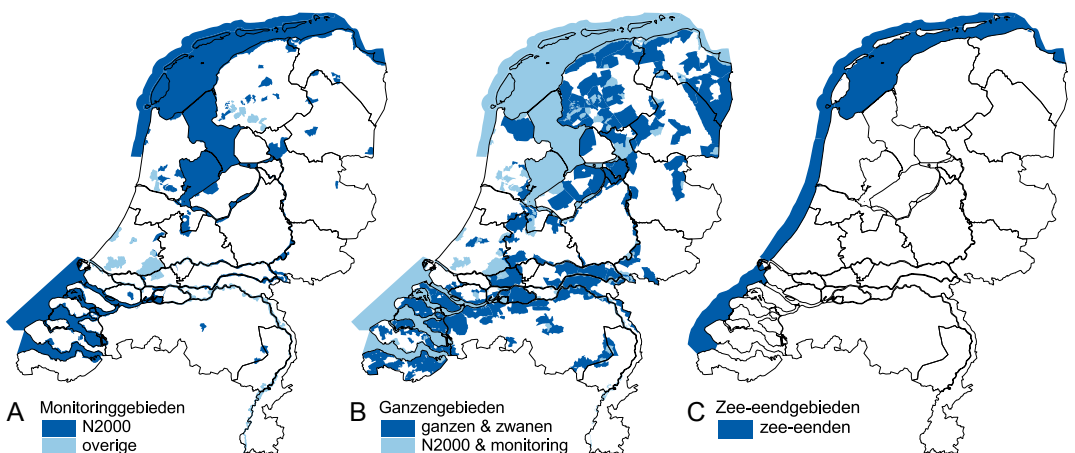 A Monitoringgebieden
N2000
overige
B Ganzengebieden
ganzen & zwanen
N2000 & monitoring
C Zee-eendgebieden
zee-eenden